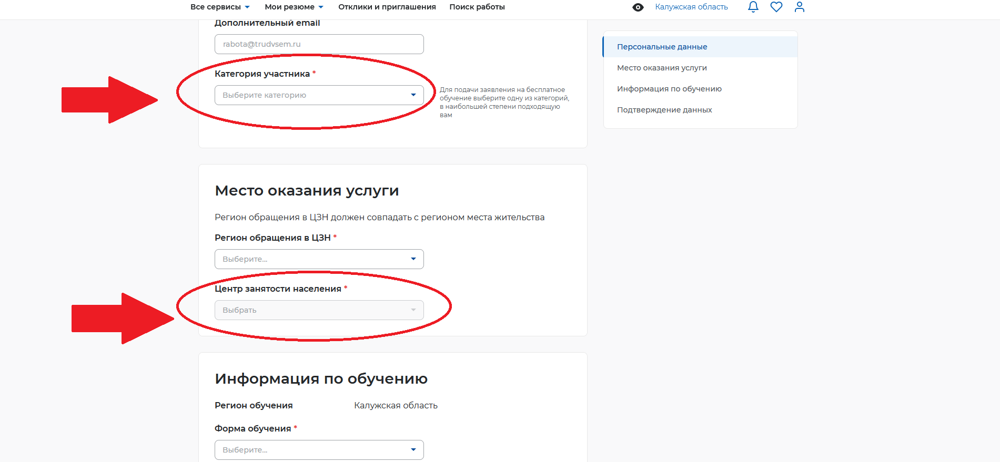 Все сервисы Мои резюме Отклики и приглашения Поиск работы Калужская область
Дополнительный email
rabota@trudvsem.ru
Категория участника *
Выберите категорию
Для подачи заявления на бесплатное
обучение выберите одну из категорий,
в наибольшей степени подходящую
вам
Место оказания услуги
Регион обращения в ЦЗН должен совпадать с регионом места жительства
Регион обращения в ЦЗН *
Выберите...
Центр занятости населения *
Выбрать
Информация по обучению
Регион обучения Калужская область
Форма обучения *
Выберите...
Персональные данные
Место оказания услуги
Информация по обучению
Подтверждение данных